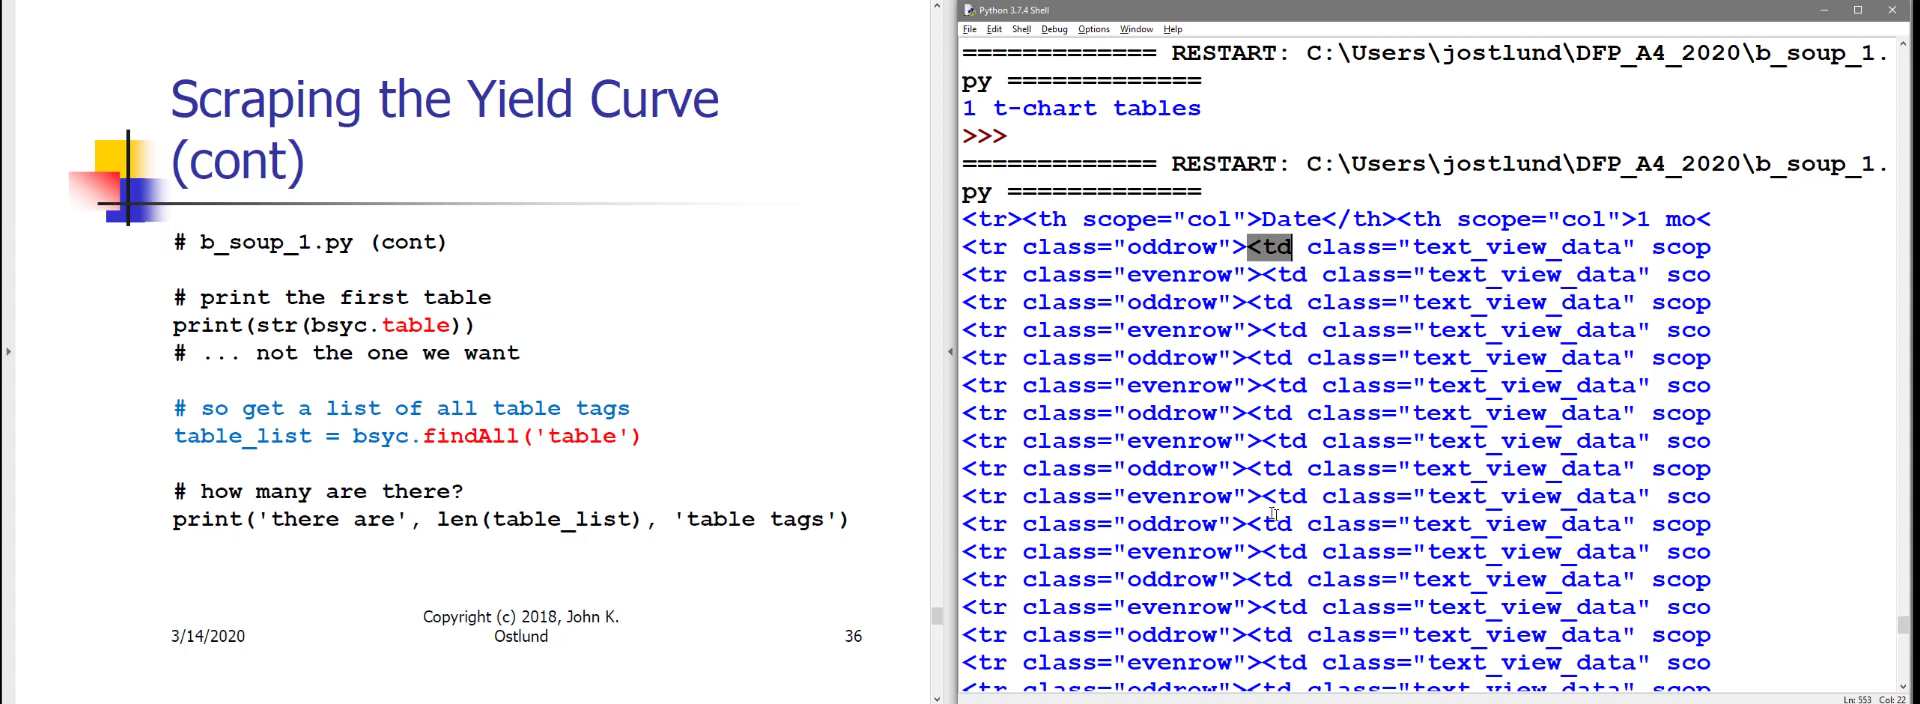 Scraping the Yield Curve
(cont)
# b_soup_1.py (cont)
# print the first table
print(str(bsyc.table))
# ... not the one we want
# so get a list of all table tags
table_list = bsyc.findAll('table')
# how many are there?
print('there are', len(table_list), 'table tags')
3/14/2020
Copyright (c) 2018, John K.
Ostlund
36
Python 3.7.4 Shell
File Edit Shell Debug Options Window Help
============= RESTART: C:\Users\jostlund\DFP_A4_2020\b_soup_1.
py =============
1 t-chart tables
>>>
============= RESTART: C:\Users\jostlund\DFP_A4_2020\b_soup_1.
py =============
<tr><th scope="col">Date</th><th scope="col">1 mo<
<tr class="oddrow"><td class="text_view_data" scop
<tr class="evenrow"><td class="text_view_data" sco
<tr class="oddrow"><td class="text_view_data" scop
<tr class="evenrow"><td class="text_view_data" sco
<tr class="oddrow"><td class="text_view_data" scop
<tr class="evenrow"><td class="text_view_data" sco
<tr class="oddrow"><td class="text_view_data" scop
<tr class="evenrow"><td class="text_view_data" sco
<tr class="oddrow"><td class="text_view_data" scop
<tr class="evenrow"><td class="text_view_data" sco
<tr class="oddrow"><td class="text_view_data" scop
<tr class="evenrow"><td class="text_view_data" sco
<tr class="oddrow"><td class="text_view_data" scop
<tr class="evenrow"><td class="text_view_data" sco
<tr class="oddrow"><td class="text_view_data" scop
<tr class="evenrow"><td class="text_view_data" sco
<tr class="oddrow"><td class="text_view_data" scop
Ln: 553 Col: 22